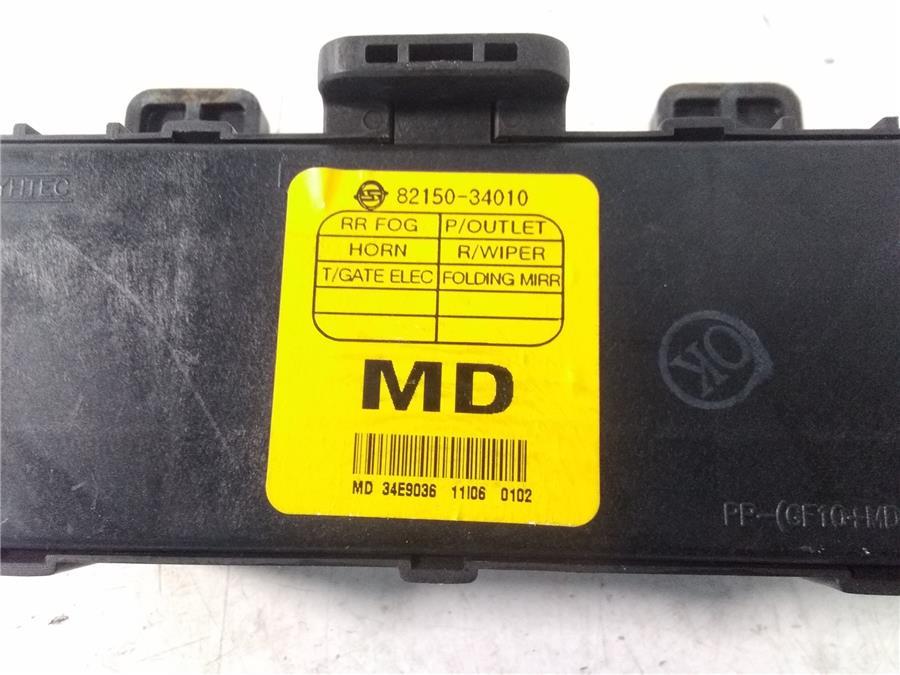 82150-34010
RR FOG P/OUTLET
HORN R/WIPER
T/GATE ELEC FOLDING MIRR
MD
MD 34E9036 11I06 0102
OK